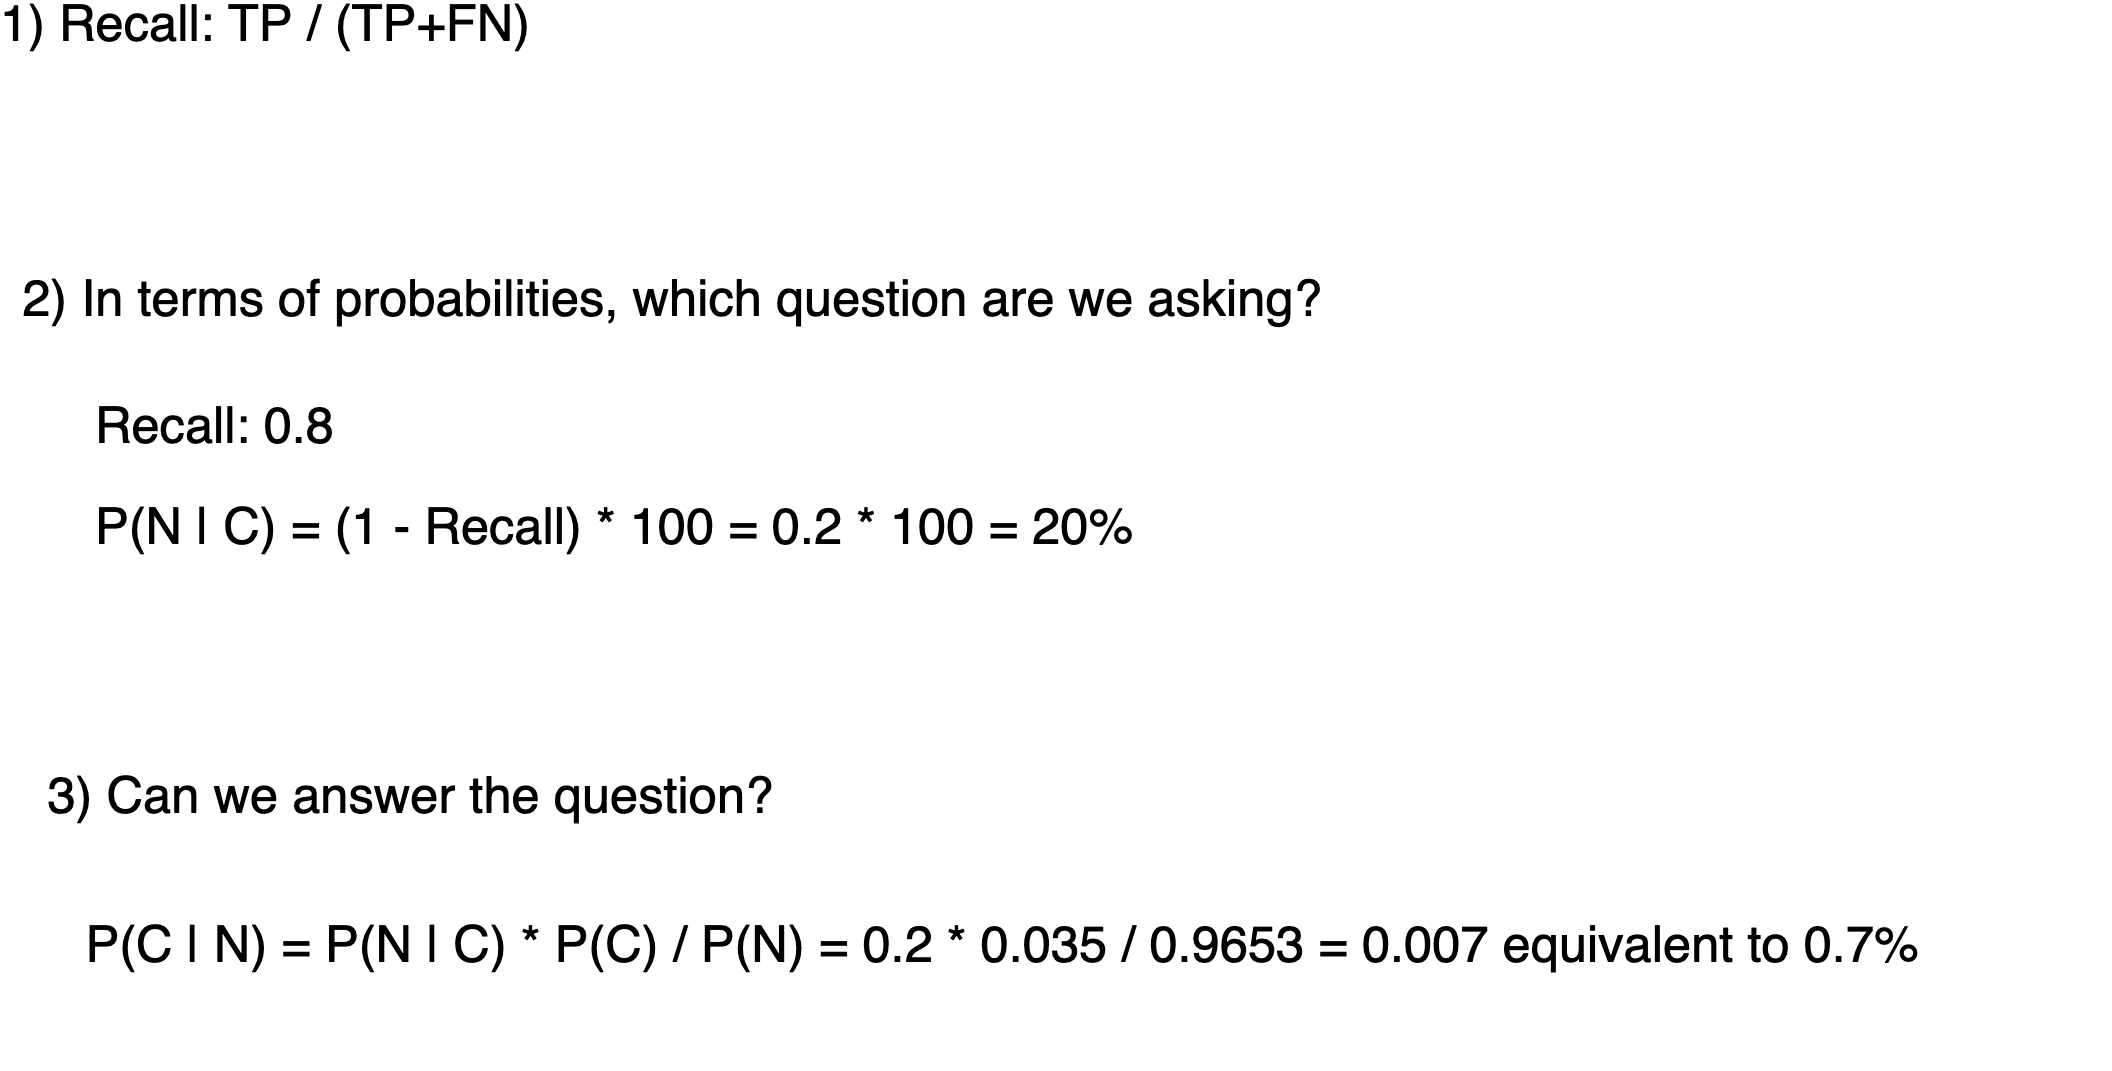 1) Recall: TP / (TP+FN)
2) In terms of probabilities, which question are we asking?
Recall: 0.8
P(N | C) = (1 - Recall) * 100 = 0.2 * 100 = 20%
3) Can we answer the question?
P(C | N) = P(N | C) * P(C) / P(N) = 0.2 * 0.035 / 0.9653 = 0.007 equivalent to 0.7%